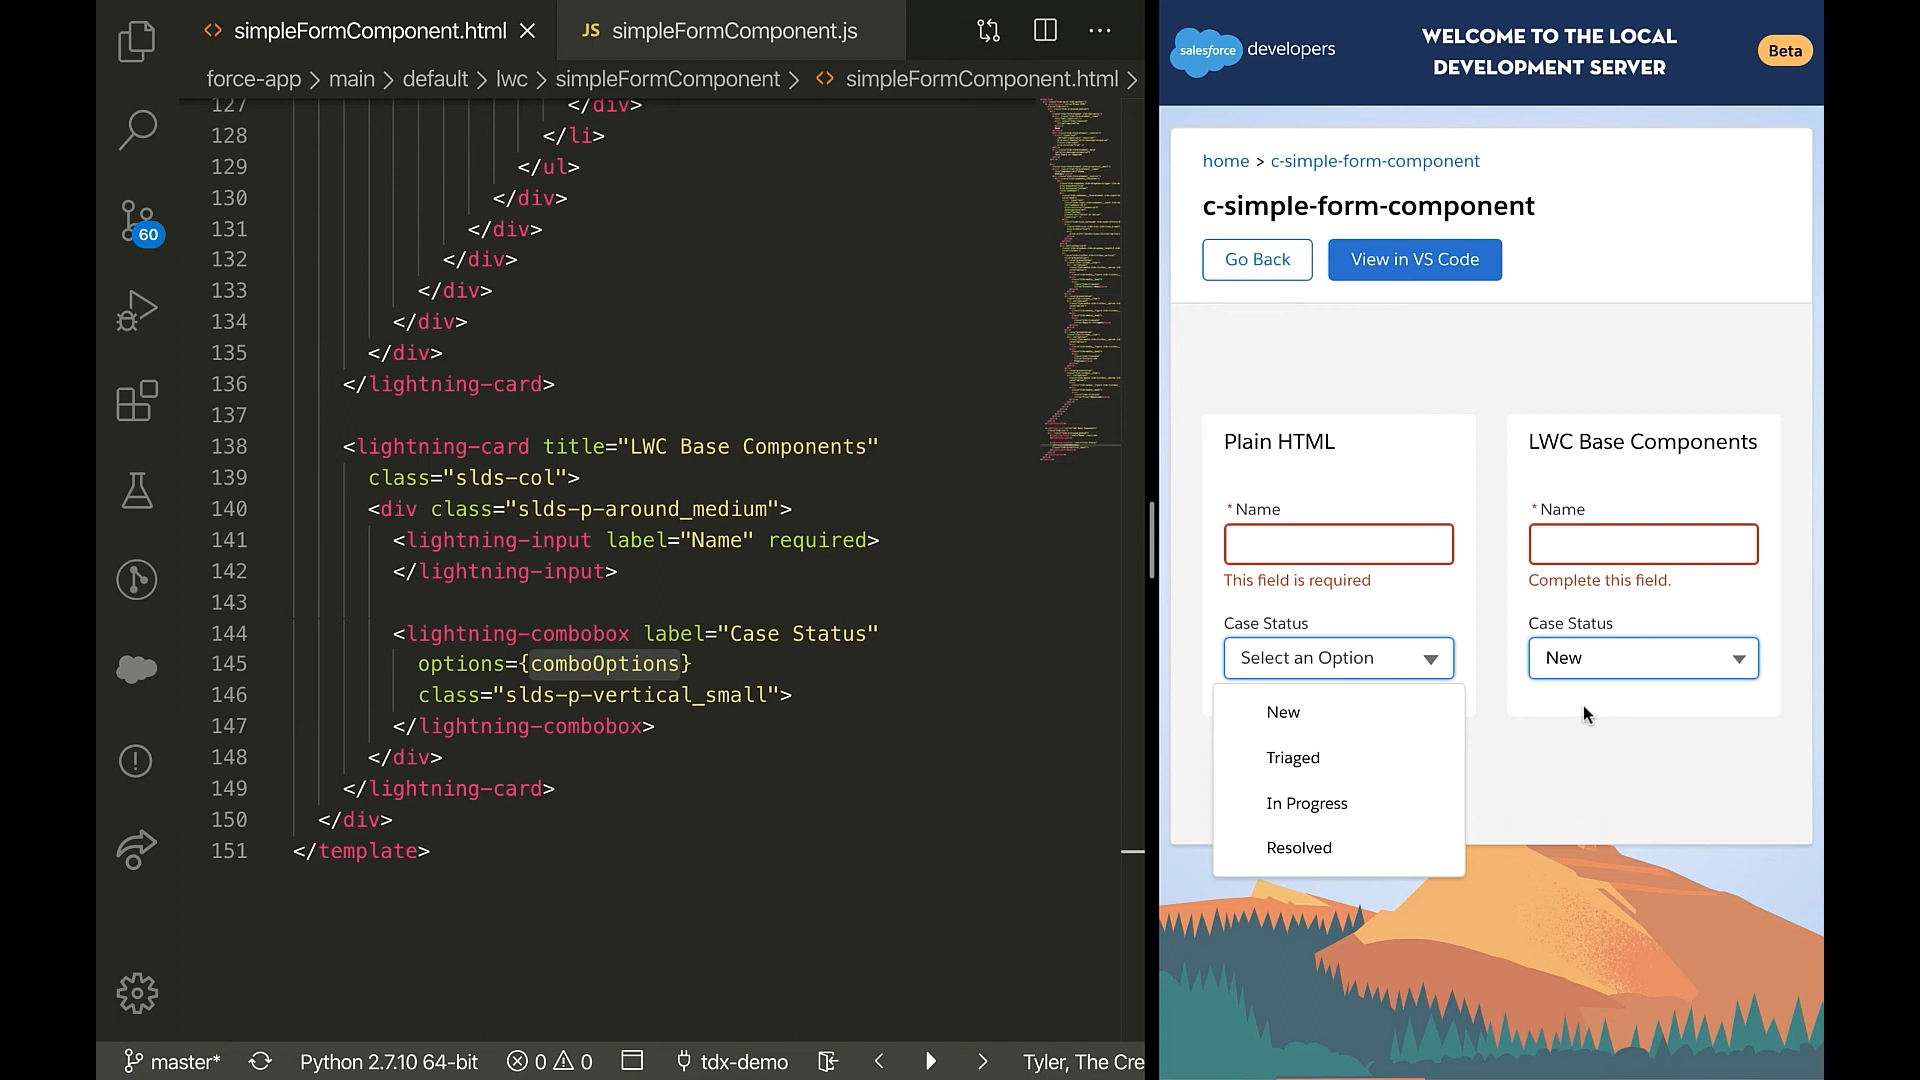 simpleFormComponent.html
JS simpleFormComponent.js
force-app > main > default > lwc > simpleFormComponent > simpleFormComponent.html >
127 </div>
128 </li>
129 </ul>
130 </div>
131 </div>
132 </div>
133 </div>
134 </div>
135 </div>
136 </lightning-card>
137
138 <lightning-card title="LWC Base Components"
139 class="slds-col">
140 <div class="slds-p-around_medium">
141 <lightning-input label="Name" required>
142 </lightning-input>
143
144 <lightning-combobox label="Case Status"
145 options={comboOptions}
146 class="slds-p-vertical_small">
147 </lightning-combobox>
148 </div>
149 </lightning-card>
150 </div>
151 </template>
60
master* Python 2.7.10 64-bit 0 0 tdx-demo Tyler, The Cre
salesforce developers
WELCOME TO THE LOCAL
DEVELOPMENT SERVER
Beta
home > c-simple-form-component
c-simple-form-component
Go Back View in VS Code
Plain HTML
* Name
This field is required
Case Status
Select an Option
New
Triaged
In Progress
Resolved
LWC Base Components
* Name
Complete this field.
Case Status
New